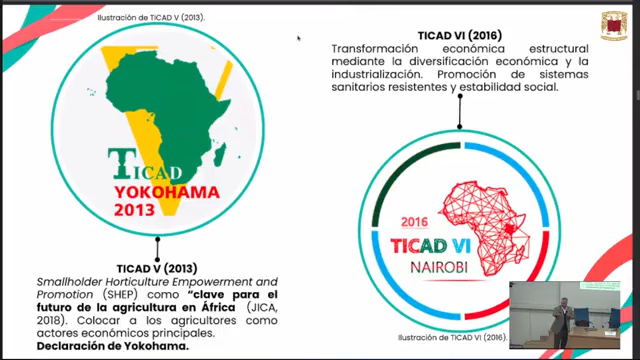 Ilustración de TICAD V (2013).
TICAD
YOKOHAMA
2013
TICAD V (2013)
Smallholder Horticulture Empowerment and
Promotion (SHEP) como “clave para el
futuro de la agricultura en África (JICA,
2018). Colocar a los agricultores como
actores económicos principales.
Declaración de Yokohama.
TICAD VI (2016)
Transformación económica estructural
mediante la diversificación económica y la
industrialización. Promoción de sistemas
sanitarios resistentes y estabilidad social.
2016
TICAD VI
NAIROBI
Ilustración de TICAD VI (2016).